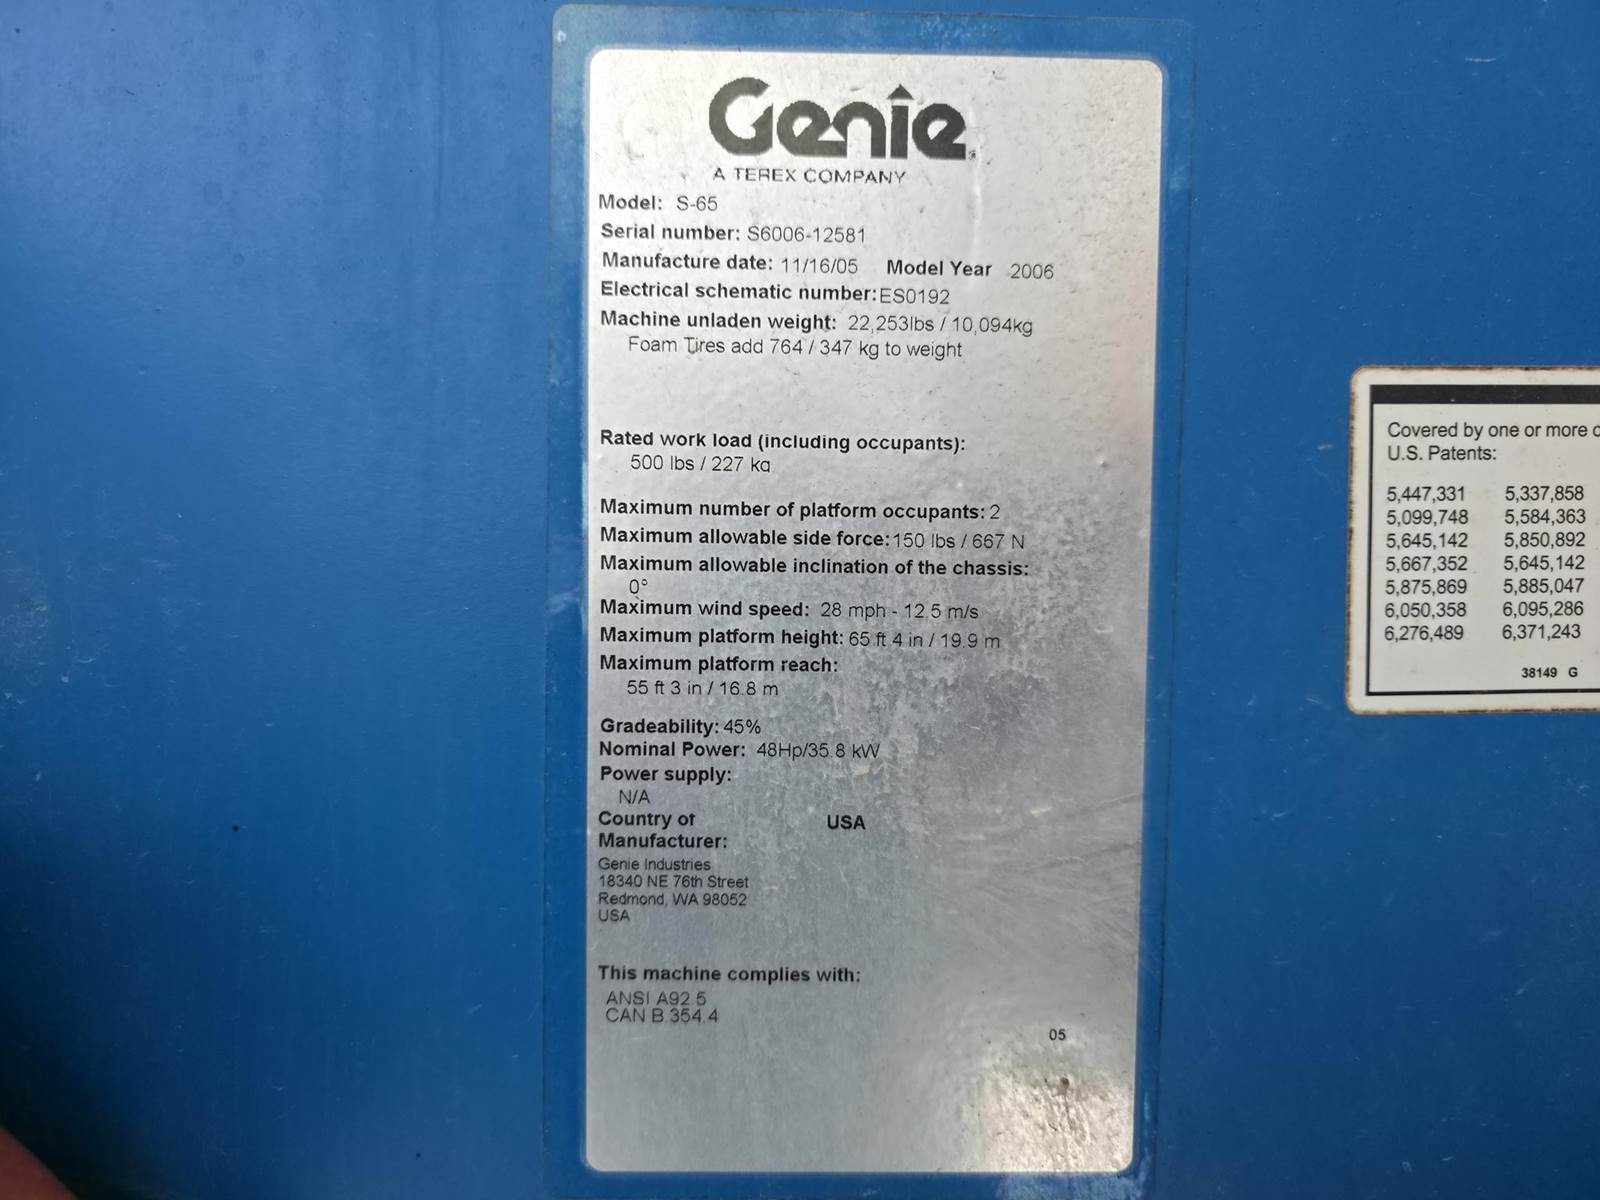 Genie
A TEREX COMPANY
Model: S-65
Serial number: S6006-12581
Manufacture date: 11/16/05 Model Year 2006
Electrical schematic number: ES0192
Machine unladen weight: 22,253lbs / 10,094kg
Foam Tires add 764 / 347 kg to weight
Rated work load (including occupants):
500 lbs / 227 kg
Maximum number of platform occupants: 2
Maximum allowable side force: 150 lbs / 667 N
Maximum allowable inclination of the chassis:
0°
Maximum wind speed: 28 mph - 12.5 m/s
Maximum platform height: 65 ft 4 in / 19.9 m
Maximum platform reach:
55 ft 3 in / 16.8 m
Gradeability: 45%
Nominal Power: 48Hp/35.8 kW
Power supply:
N/A
Country of USA
Manufacturer:
Genie Industries
18340 NE 76th Street
Redmond, WA 98052
USA
This machine complies with:
ANSI A92.5
CAN B.354.4
05
Covered by one or more
U.S. Patents:
5,447,331 5,337,858
5,099,748 5,584,363
5,645,142 5,850,892
5,667,352 5,645,142
5,875,869 5,885,047
6,050,358 6,095,286
6,276,489 6,371,243
38149 G